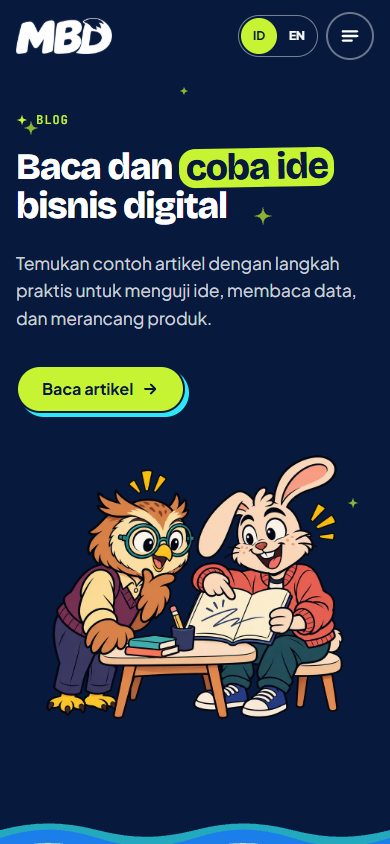 MBD
ID EN
BLOG
Baca dan coba ide
bisnis digital
Temukan contoh artikel dengan langkah
praktis untuk menguji ide, membaca data,
dan merancang produk.
Baca artikel